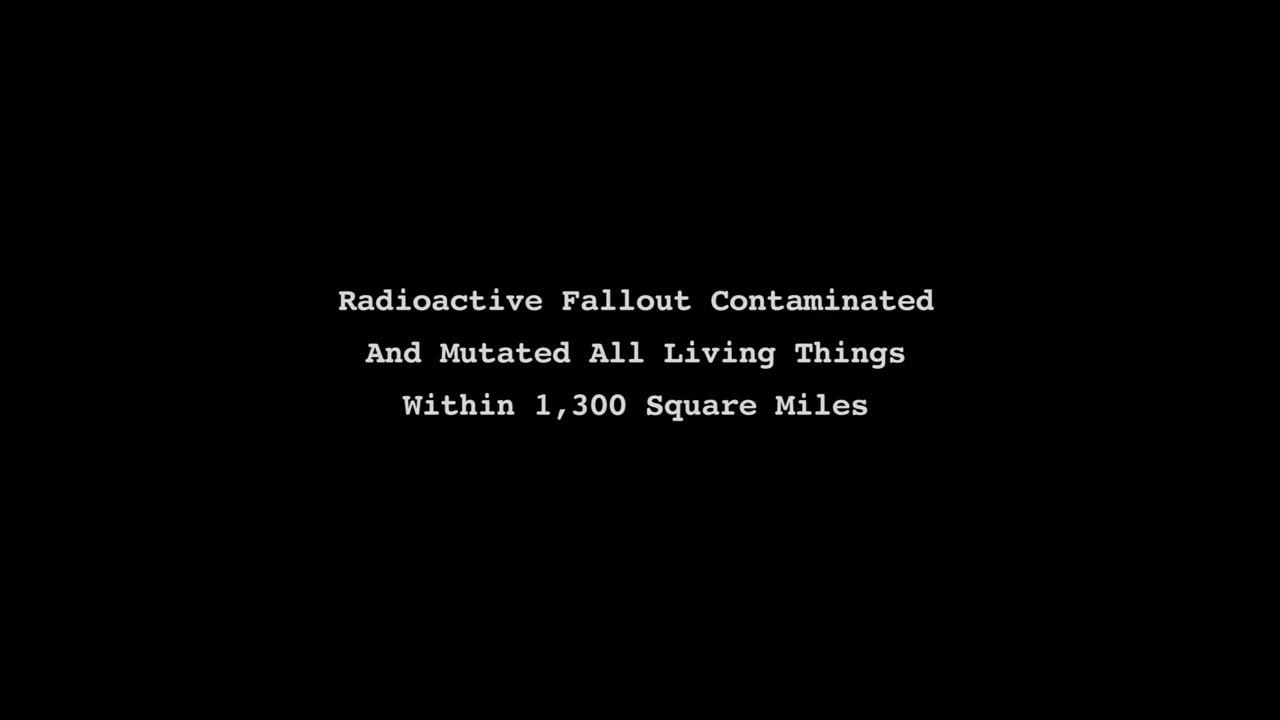 Radioactive Fallout Contaminated
And Mutated All Living Things
Within 1,300 Square Miles